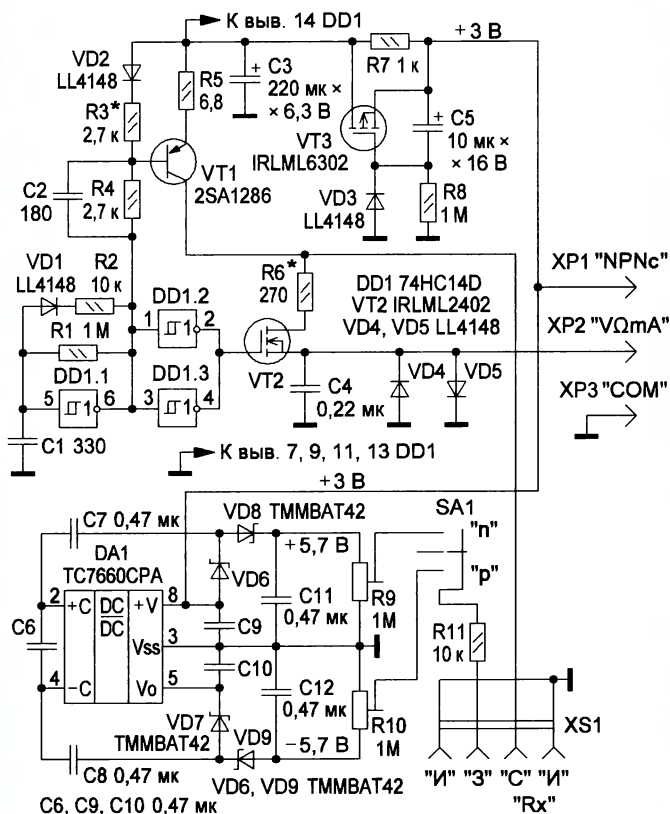 К выв. 14 DD1
+3 В
VD2
LL4148
R3*
2,7 к
R5
6,8
+
C3
220 мк ×
× 6,3 В
R7 1 к
VT3
IRLML6302
+
C5
10 мк ×
× 16 В
VT1
2SA1286
C2
180
R4
2,7 к
VD3
LL4148
R8
1 М
VD1
LL4148
R2
10 к
R1 1 М
DD1.1
5
1
6
DD1.2
1
1
2
DD1.3
3
1
4
C1 330
R6*
270
VT2
DD1 74HC14D
VT2 IRLML2402
VD4, VD5 LL4148
C4
0,22 мк
VD4
VD5
XP1 "NPNc"
XP2 "VΩmA"
XP3 "COM"
К выв. 7, 9, 11, 13 DD1
+3 В
C7 0,47 мк
VD8 TMMBAT42
DA1
TC7660CPA
2
+C
DC
DC
+V
8
Vss
3
4
−C
Vo
5
C6
VD6
C9
C10
VD7
TMMBAT42
+5,7 В
C11
0,47 мк
C12
0,47 мк
−5,7 В
R9
1М
R10
1М
C8 0,47 мк
VD9
VD6, VD9 TMMBAT42
C6, C9, C10 0,47 мк
SA1
"n"
"p"
R11
10 к
XS1
"И" "З" "С" "И"
"Rx"